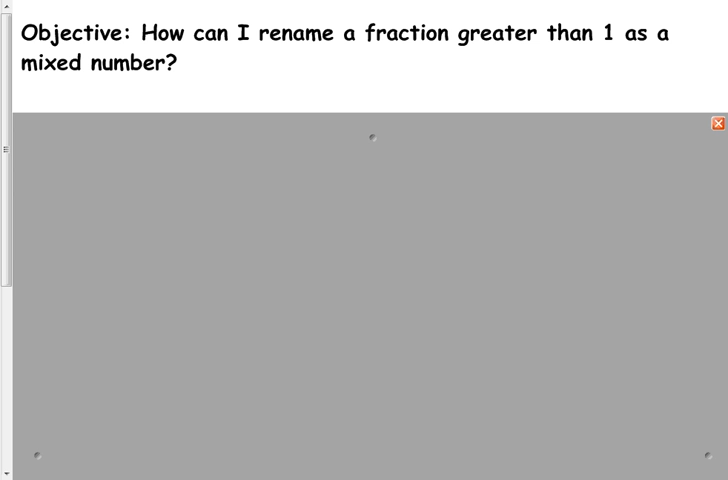 Objective: How can I rename a fraction greater than 1 as a
mixed number?